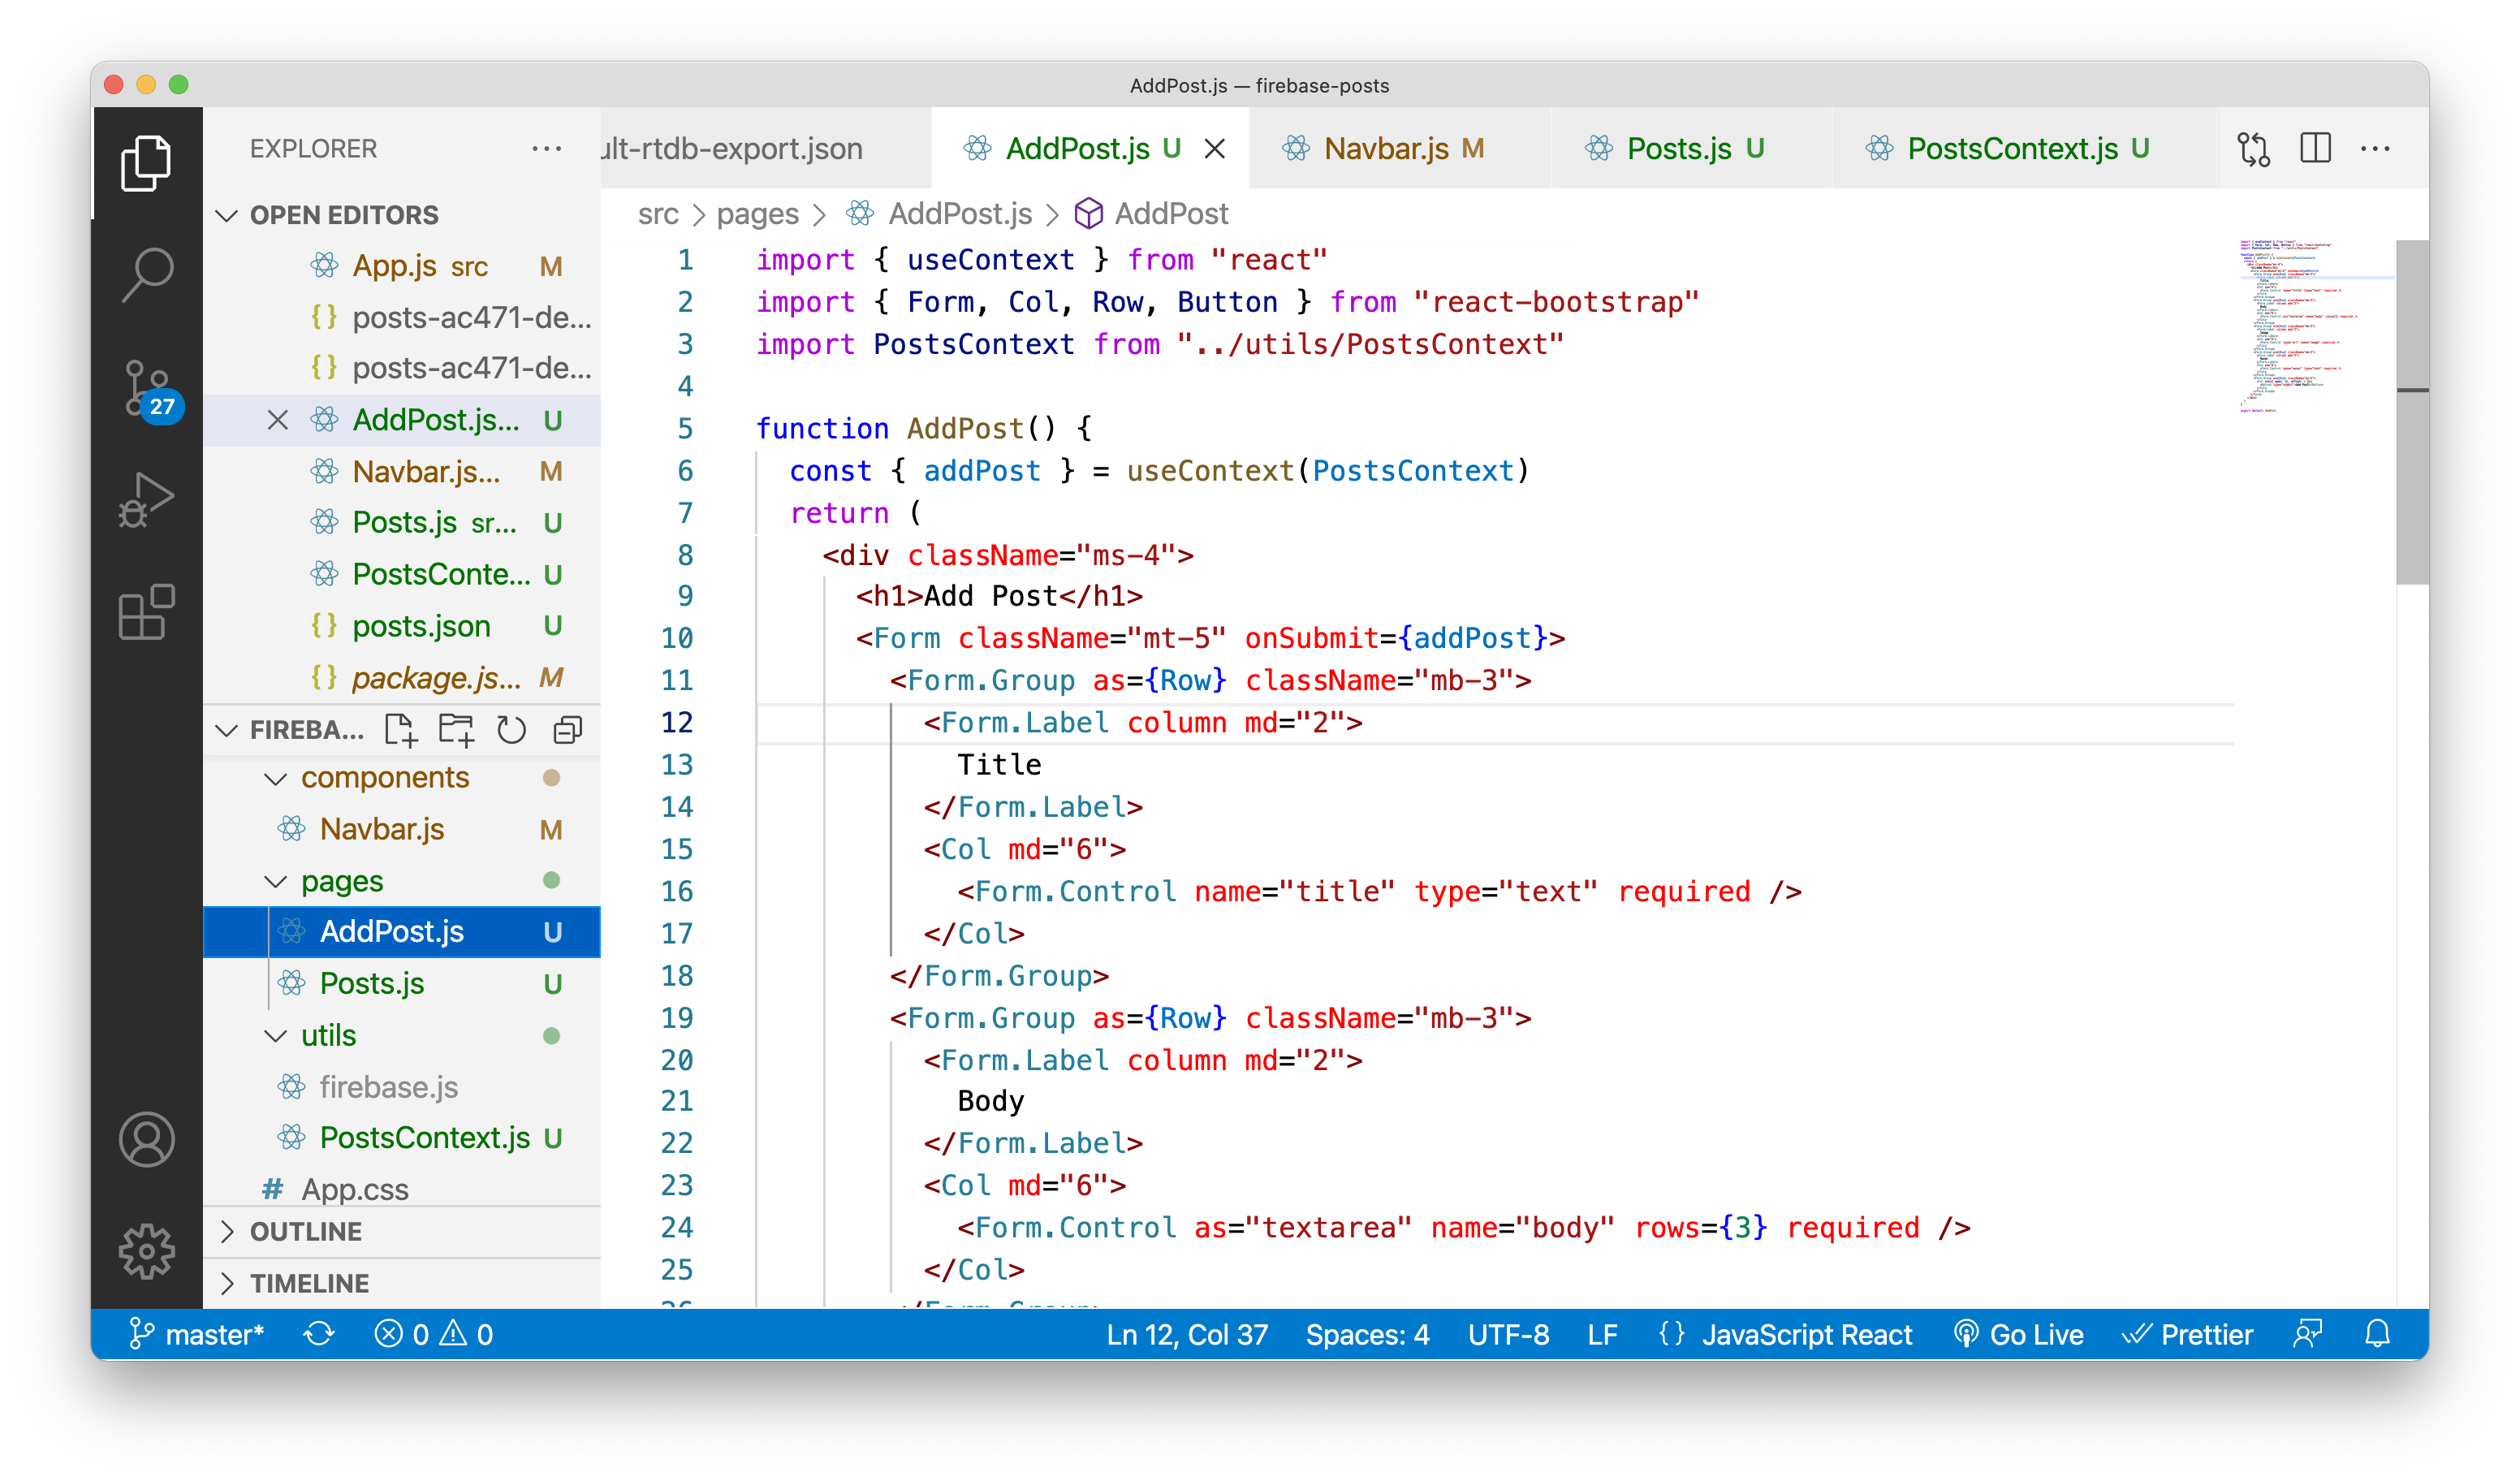 AddPost.js — firebase-posts
EXPLORER
ult-rtdb-export.json
AddPost.js U
Navbar.js M
Posts.js U
PostsContext.js U
OPEN EDITORS
App.js src M
posts-ac471-de...
posts-ac471-de...
AddPost.js... U
Navbar.js... M
Posts.js sr... U
PostsConte... U
posts.json U
package.js... M
27
FIREBA...
components
Navbar.js M
pages
AddPost.js U
Posts.js U
utils
firebase.js
PostsContext.js U
# App.css
OUTLINE
TIMELINE
src > pages > AddPost.js > AddPost
1 import { useContext } from "react"
2 import { Form, Col, Row, Button } from "react-bootstrap"
3 import PostsContext from "../utils/PostsContext"
4
5 function AddPost() {
6 const { addPost } = useContext(PostsContext)
7 return (
8 <div className="ms-4">
9 <h1>Add Post</h1>
10 <Form className="mt-5" onSubmit={addPost}>
11 <Form.Group as={Row} className="mb-3">
12 <Form.Label column md="2">
13 Title
14 </Form.Label>
15 <Col md="6">
16 <Form.Control name="title" type="text" required />
17 </Col>
18 </Form.Group>
19 <Form.Group as={Row} className="mb-3">
20 <Form.Label column md="2">
21 Body
22 </Form.Label>
23 <Col md="6">
24 <Form.Control as="textarea" name="body" rows={3} required />
25 </Col>
master* 0 0 Ln 12, Col 37 Spaces: 4 UTF-8 LF {} JavaScript React Go Live Prettier